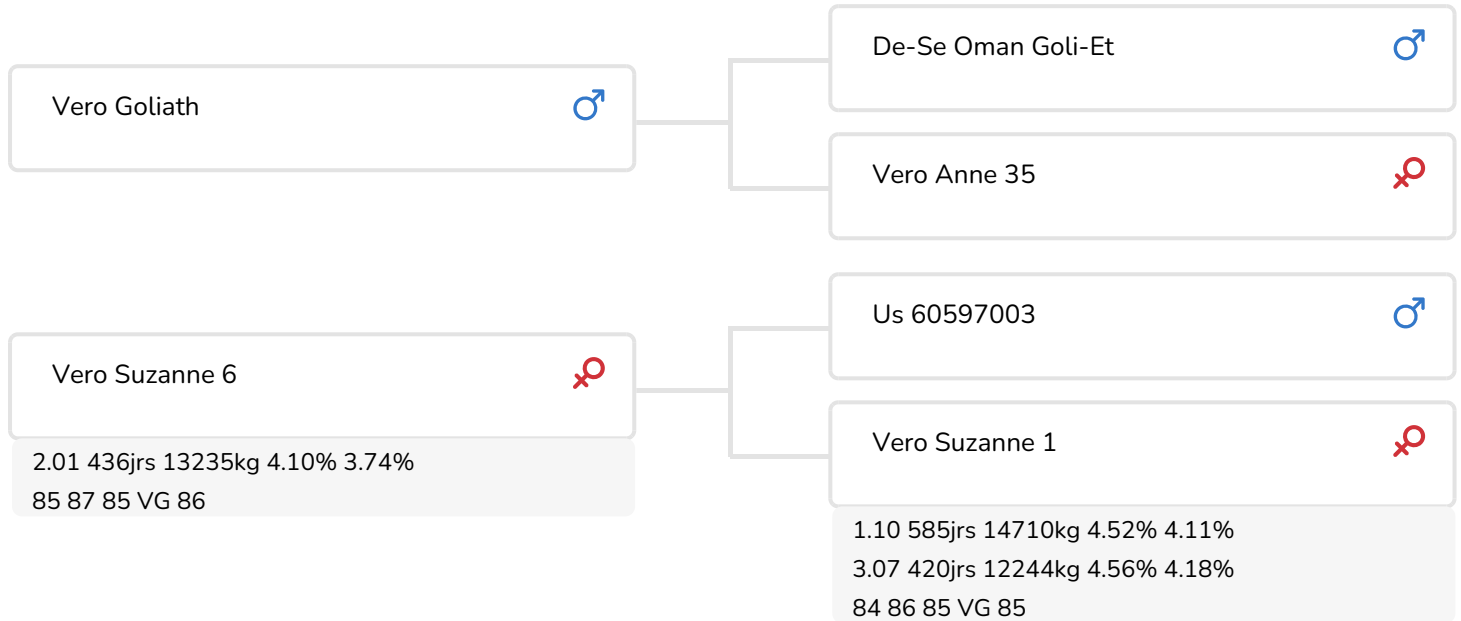 De-Se Oman Goli-Et
Vero Goliath
Vero Anne 35
Us 60597003
Vero Suzanne 6
Vero Suzanne 1
2.01 436jrs 13235kg 4.10% 3.74%
85 87 85 VG 86
1.10 585jrs 14710kg 4.52% 4.11%
3.07 420jrs 12244kg 4.56% 4.18%
84 86 85 VG 85